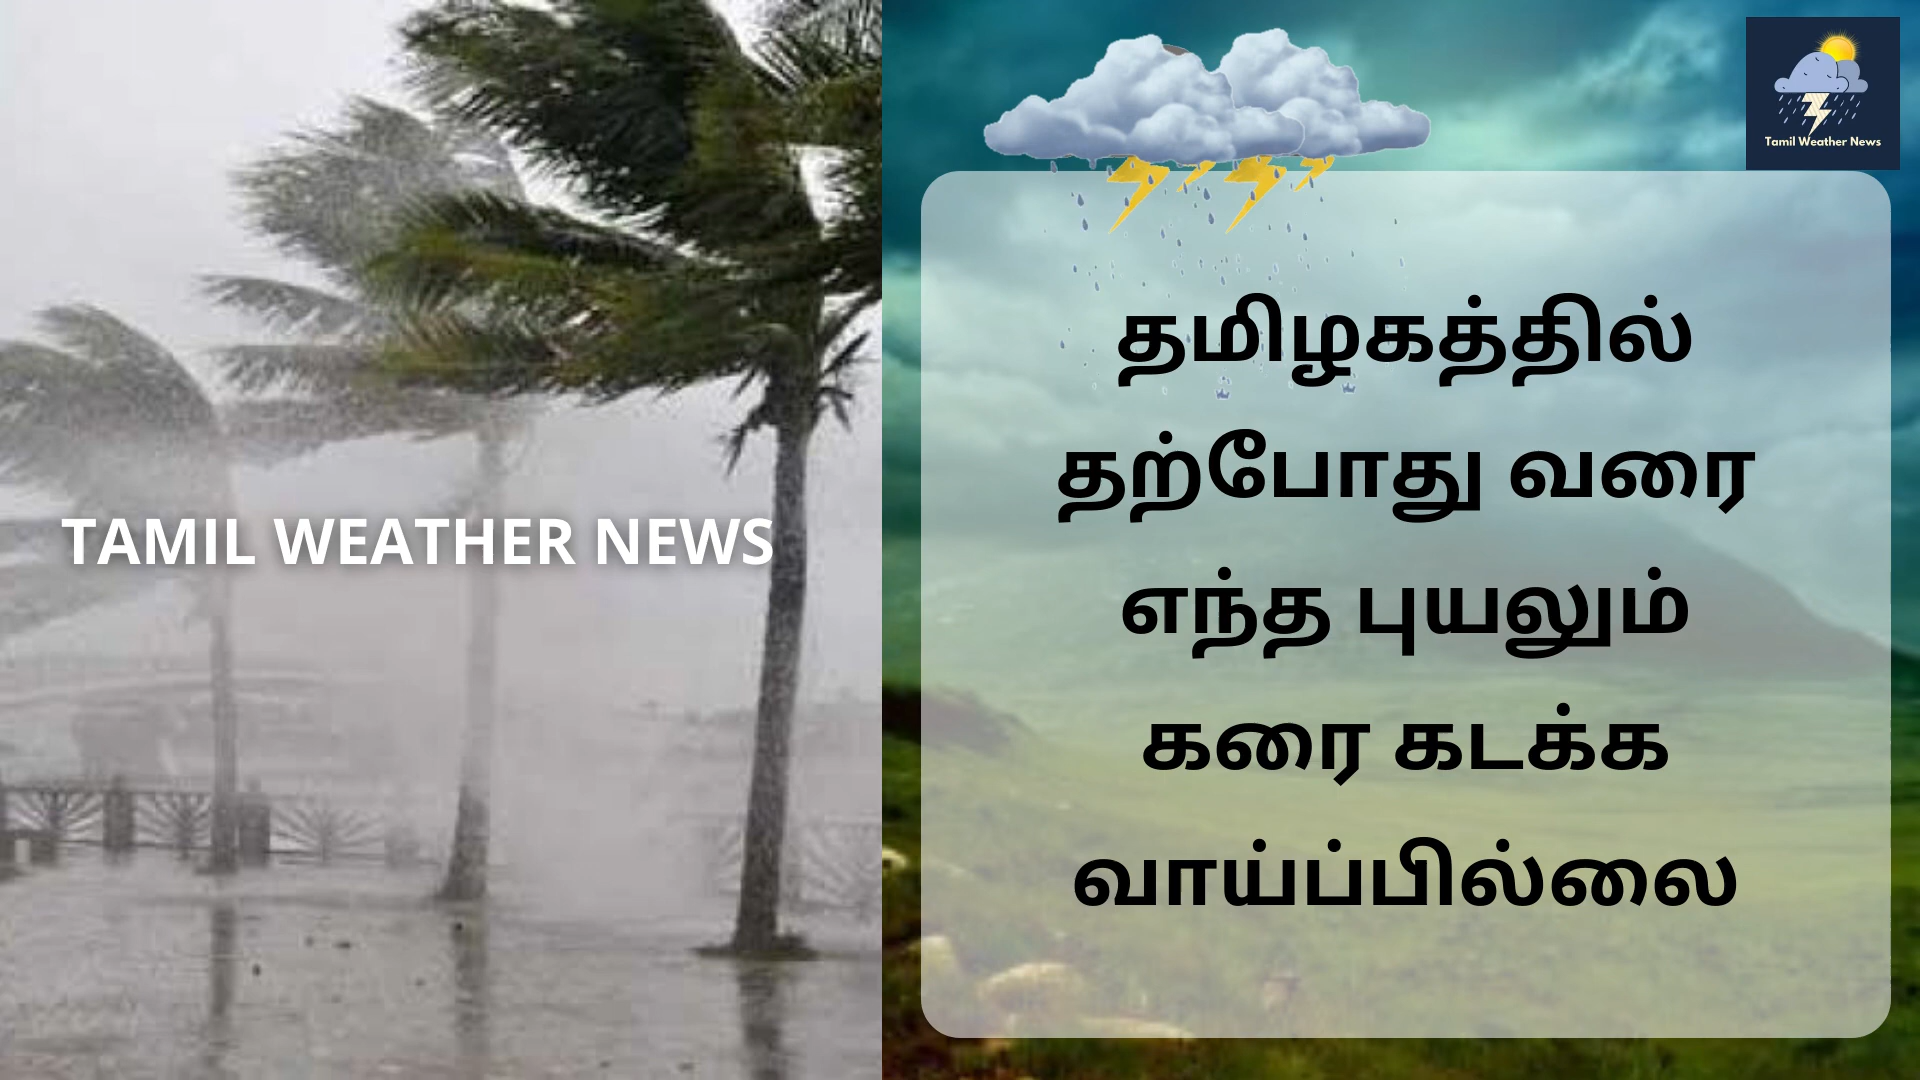 TAMIL WEATHER NEWS
Tamil Weather News
தமிழகத்தில்
தற்போது வரை
எந்த புயலும்
கரை கடக்க
வாய்ப்பில்லை